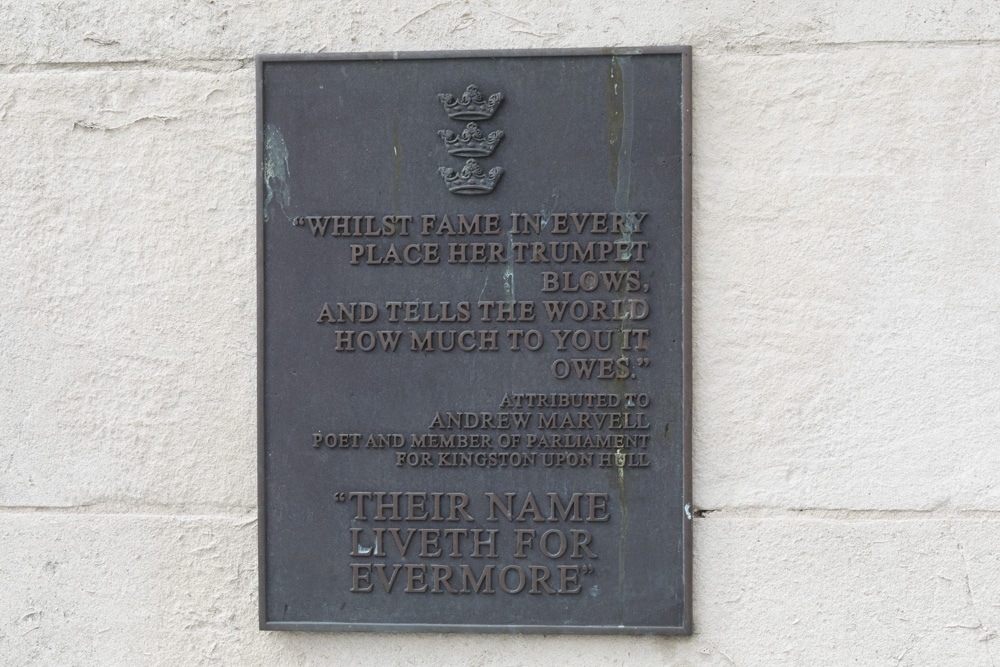 “WHILST FAME IN EVERY
PLACE HER TRUMPET
BLOWS,
AND TELLS THE WORLD
HOW MUCH TO YOU IT
OWES.”
ATTRIBUTED TO
ANDREW MARVELL
POET AND MEMBER OF PARLIAMENT
FOR KINGSTON UPON HULL
“THEIR NAME
LIVETH FOR
EVERMORE”